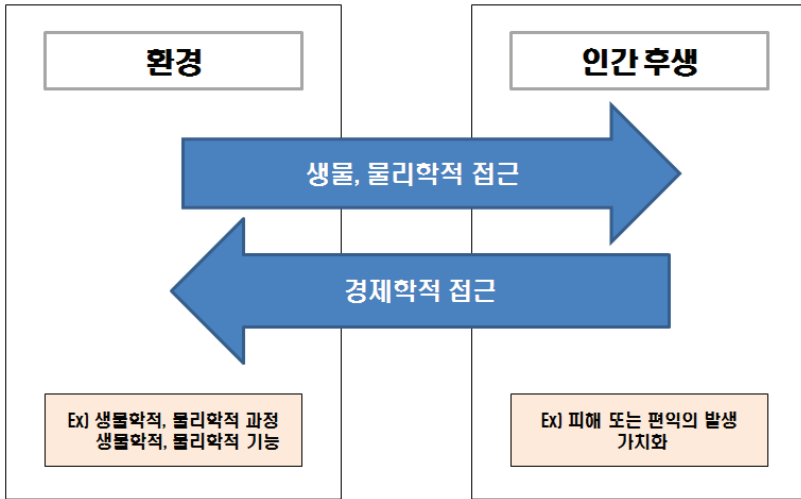 환경
인간 후생
생물, 물리학적 접근
경제학적 접근
Ex) 생물학적, 물리학적 과정
생물학적, 물리학적 기능
Ex) 피해 또는 편익의 발생
가치화